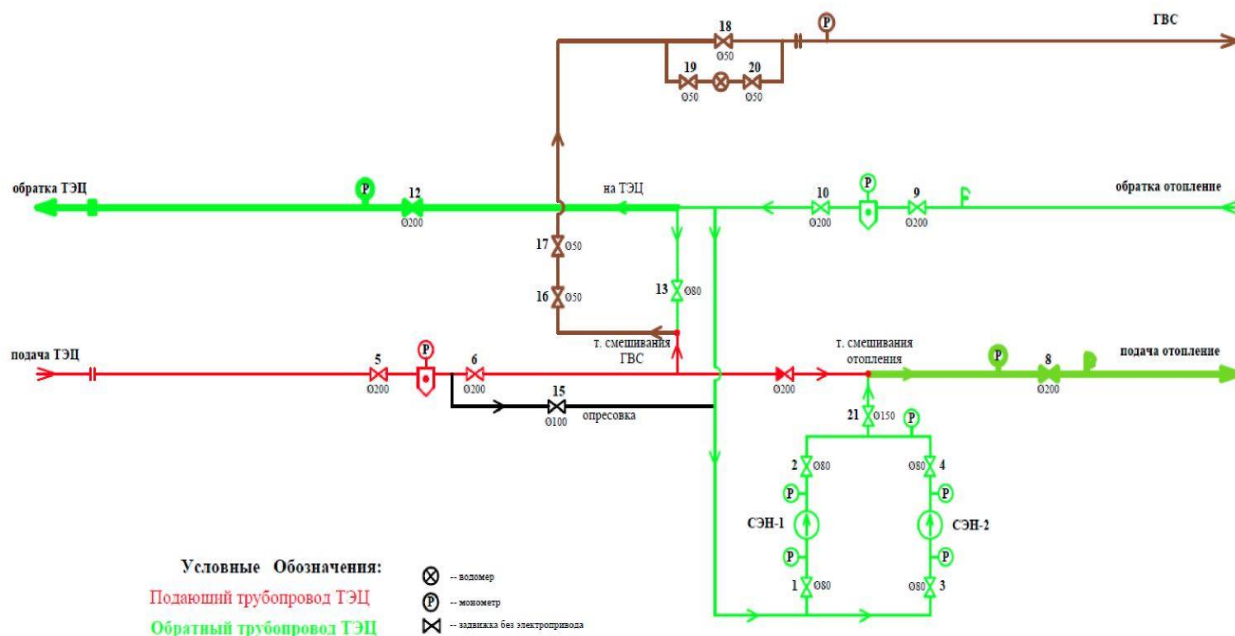 18
P
ГВС
Ø50
19
20
Ø50
Ø50
обратка ТЭЦ
P
12
на ТЭЦ
10
P
9
обратка отопление
Ø200
Ø200
Ø200
17
Ø50
16
Ø50
13
Ø80
т. смешивания
ГВС
т. смешивания
отопления
подача ТЭЦ
5
P
6
P
8
подача отопление
Ø200
Ø200
Ø200
Ø200
15
Ø100
опресовка
21
Ø150
P
2
Ø80
Ø80
4
P
P
СЭН-1
СЭН-2
P
P
1
Ø80
Ø80
3
Условные Обозначения:
Подаюший трубопровод ТЭЦ
Обратный трубопровод ТЭЦ
-- водомер
P
-- монометр
-- задвижка без электропривода